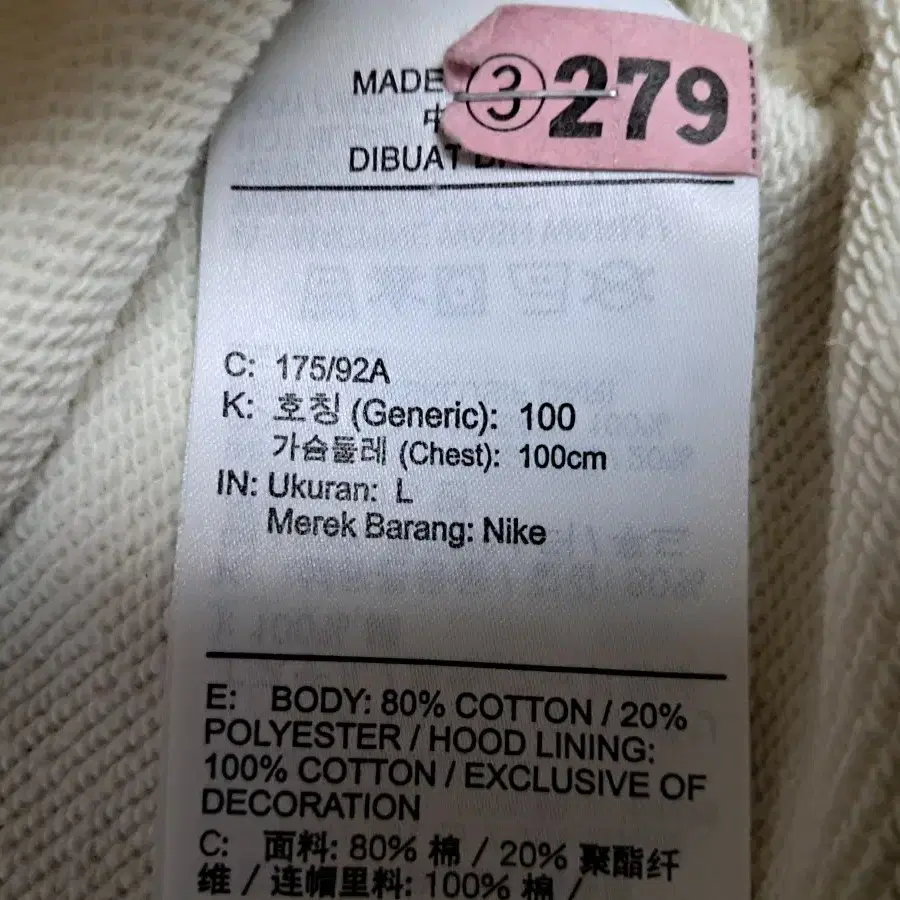 ③279
MADE
中
DIBUAT
C: 175/92A
K: 호칭 (Generic): 100
가슴둘레 (Chest): 100cm
IN: Ukuran: L
Merek Barang: Nike
E: BODY: 80% COTTON / 20%
POLYESTER / HOOD LINING:
100% COTTON / EXCLUSIVE OF
DECORATION
C: 面料: 80% 棉 / 20% 聚酯纤
维 / 连帽里料: 100% 棉 /